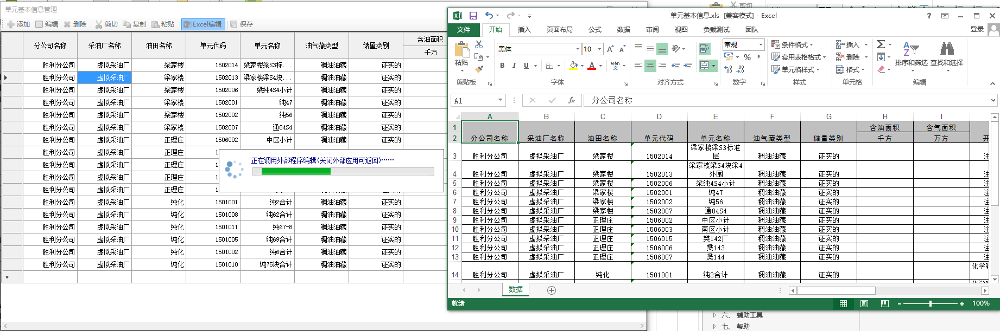 单元基本信息管理
添加 编辑 删除 剪切 复制 粘贴 Excel编辑 保存
分公司名称 采油厂名称 油田名称 单元代码 单元名称 油气藏类型 储量类别 含油面积
千方
胜利分公司 虚拟采油厂 梁家楼 1502014 梁家楼梁S3标... 稠油油藏 证实的
胜利分公司 虚拟采油厂 梁家楼 1502013 梁家楼梁S4块... 稠油油藏 证实的
胜利分公司 虚拟采油厂 梁家楼 1502006 梁纯4S4小计 稠油油藏 证实的
胜利分公司 虚拟采油厂 梁家楼 1502001 纯47 稠油油藏 证实的
胜利分公司 虚拟采油厂 梁家楼 1502002 纯56 稠油油藏 证实的
胜利分公司 虚拟采油厂 梁家楼 1502007 通84S4 稠油油藏 证实的
胜利分公司 虚拟采油厂 正理庄 1506002 中区小计 稠油油藏 证实的
胜利分公司 虚拟采油厂 正理庄
胜利分公司 虚拟采油厂 正理庄
胜利分公司 虚拟采油厂 正理庄
胜利分公司 虚拟采油厂 正理庄
正在调用外部程序编辑(关闭外部应用可返回)……
胜利分公司 虚拟采油厂 纯化 1501001 纯2合计 稠油油藏 证实的
胜利分公司 虚拟采油厂 纯化 1501008 纯62合计 稠油油藏 证实的
胜利分公司 虚拟采油厂 纯化 1501011 纯67-8 稠油油藏 证实的
胜利分公司 虚拟采油厂 纯化 1501005 纯69合计 稠油油藏 证实的
胜利分公司 虚拟采油厂 纯化 1501002 纯6合计 稠油油藏 证实的
胜利分公司 虚拟采油厂 纯化 1501010 纯75块合计 稠油油藏 证实的
*
单元基本信息.xls [兼容模式] - Excel
文件 开始 插入 页面布局 公式 数据 审阅 视图 负载测试 团队 登录
粘贴 黑体 10 常规 条件格式 插入 Σ
套用表格格式 删除 排序和筛选 查找和选择
B I U A wén 文 % , 单元格样式 格式
剪贴板 字体 对齐方式 数字 样式 单元格 编辑
A1 fx 分公司名称
A B C D E F G H I
1 含油面积 含气面积
2 分公司名称 采油厂名称 油田名称 单元代码 单元名称 油气藏类型 储量类别 千方 万方 开
3 胜利分公司 虚拟采油厂 梁家楼 1502014 梁家楼梁S3标准层 稠油油藏 证实的 注
4 胜利分公司 虚拟采油厂 梁家楼 1502013 梁家楼梁S4块梁4外围 稠油油藏 证实的 注
5 胜利分公司 虚拟采油厂 梁家楼 1502006 梁纯4S4小计 稠油油藏 证实的 注
6 胜利分公司 虚拟采油厂 梁家楼 1502001 纯47 稠油油藏 证实的 注
7 胜利分公司 虚拟采油厂 梁家楼 1502002 纯56 稠油油藏 证实的 注
8 胜利分公司 虚拟采油厂 梁家楼 1502007 通84S4 稠油油藏 证实的 注
9 胜利分公司 虚拟采油厂 正理庄 1506002 中区小计 稠油油藏 证实的 注
10 胜利分公司 虚拟采油厂 正理庄 1506003 南区小计 稠油油藏 证实的 注
11 胜利分公司 虚拟采油厂 正理庄 1506015 樊142厂 稠油油藏 证实的 注
12 胜利分公司 虚拟采油厂 正理庄 1506006 樊143 稠油油藏 证实的 注
13 胜利分公司 虚拟采油厂 正理庄 1506007 樊144 稠油油藏 证实的 注
化学驱
14 胜利分公司 虚拟采油厂 纯化 1501001 纯2合计 稠油油藏 证实的
数据
就绪 100%
六、 辅助工具
七、 帮助